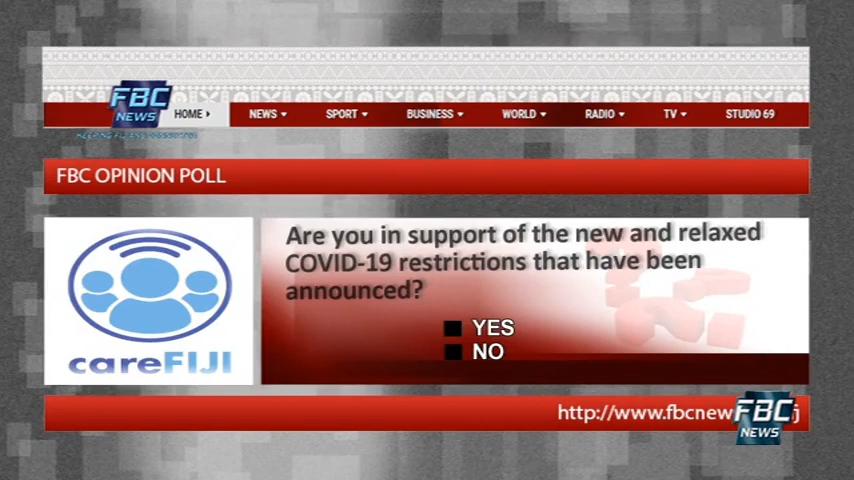 FBC
NEWS
HOME
NEWS
SPORT
BUSINESS
WORLD
RADIO
TV
STUDIO 69
FBC OPINION POLL
Are you in support of the new and relaxed
COVID-19 restrictions that have been
announced?
YES
NO
careFIJI
http://www.fbcnew
FBC
NEWS